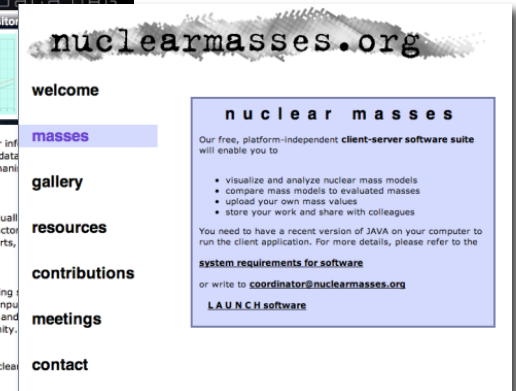 nuclearmasses.org
welcome
masses
gallery
resources
contributions
meetings
contact
nuclear masses
Our free, platform-independent client-server software suite
will enable you to
• visualize and analyze nuclear mass models
• compare mass models to evaluated masses
• upload your own mass values
• store your work and share with colleagues
You need to have a recent version of JAVA on your computer to
run the client application. For more details, please refer to the
system requirements for software
or write to coordinator@nuclearmasses.org
LAUNCH software